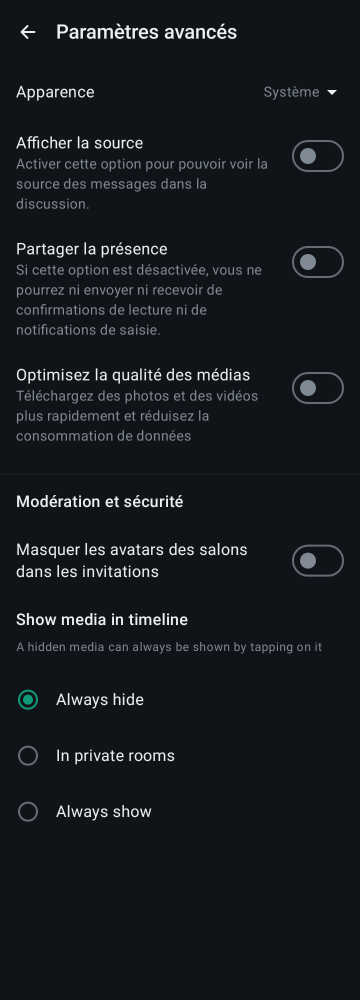 Paramètres avancés
Apparence
Système
Afficher la source
Activer cette option pour pouvoir voir la
source des messages dans la
discussion.
Partager la présence
Si cette option est désactivée, vous ne
pourrez ni envoyer ni recevoir de
confirmations de lecture ni de
notifications de saisie.
Optimisez la qualité des médias
Téléchargez des photos et des vidéos
plus rapidement et réduisez la
consommation de données
Modération et sécurité
Masquer les avatars des salons
dans les invitations
Show media in timeline
A hidden media can always be shown by tapping on it
Always hide
In private rooms
Always show